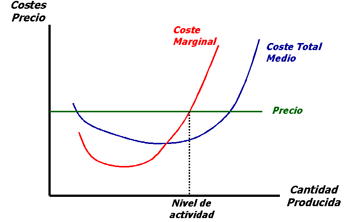 Costes
Precio
Coste
Marginal
Coste Total
Medio
Precio
Nivel de
actividad
Cantidad
Producida